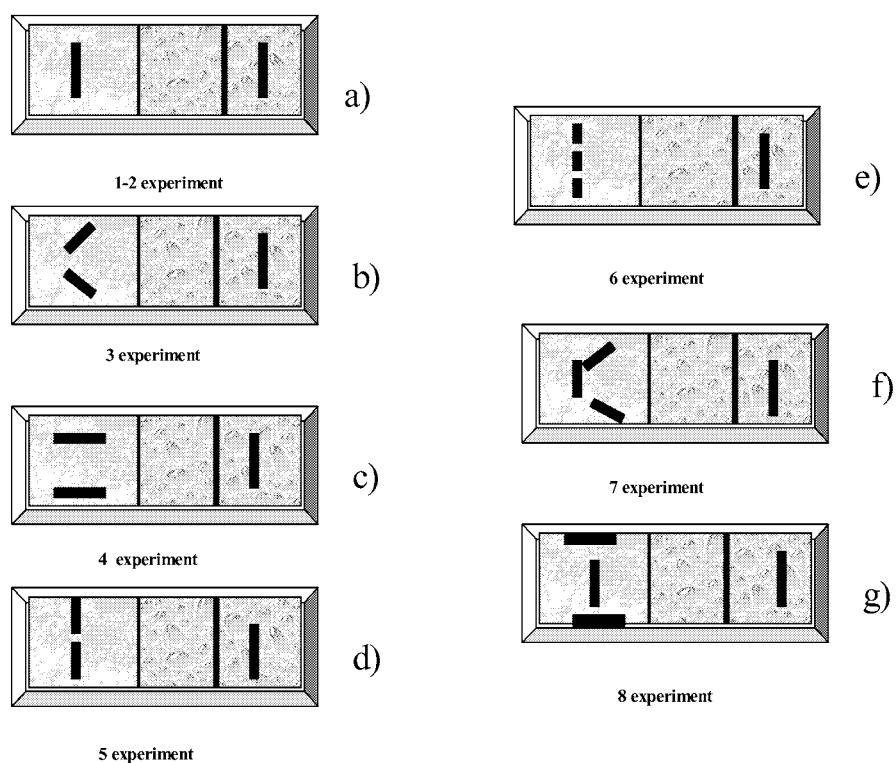 a)
1-2 experiment
b)
3 experiment
c)
4 experiment
d)
5 experiment
e)
6 experiment
f)
7 experiment
g)
8 experiment